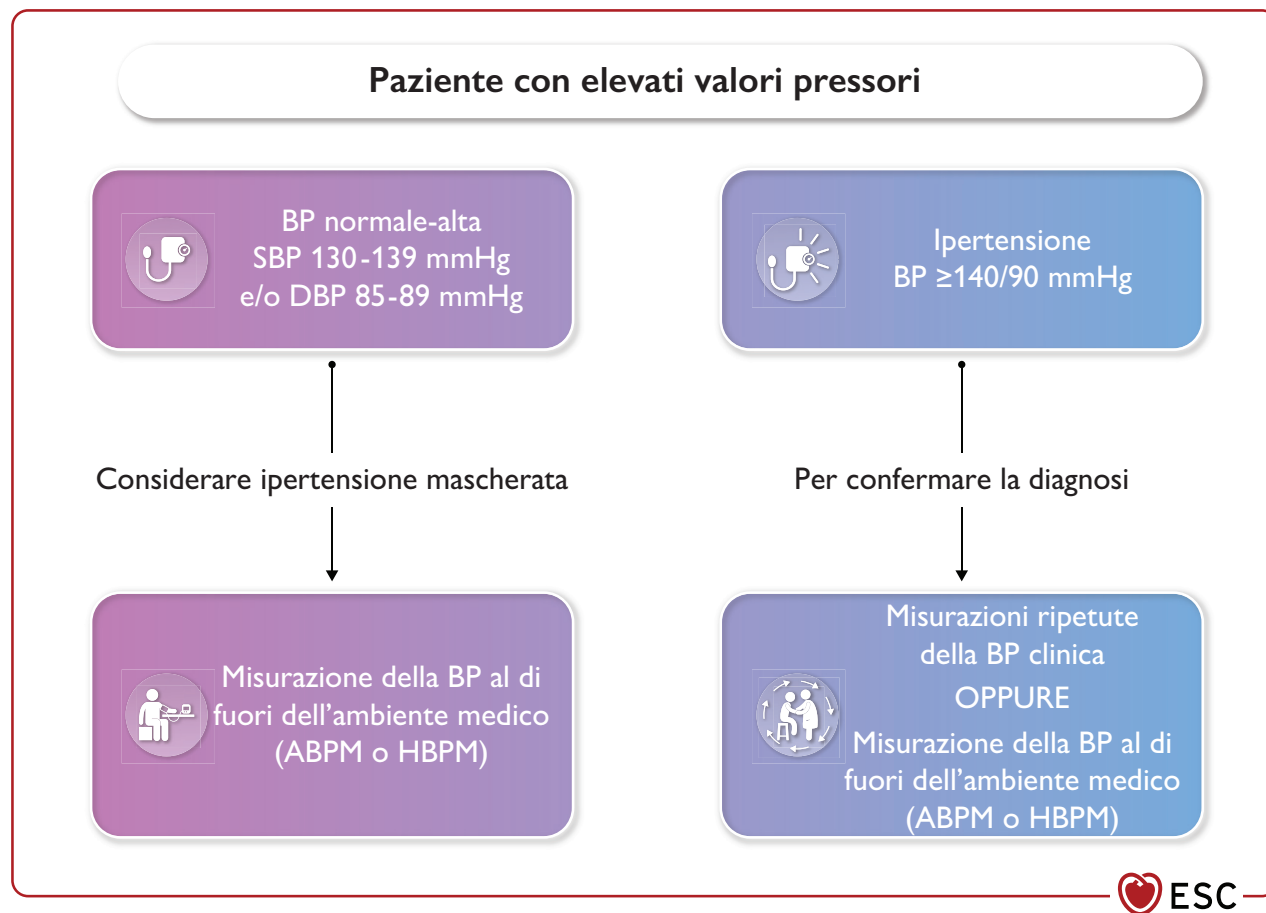 Paziente con elevati valori pressori
BP normale-alta
SBP 130-139 mmHg
e/o DBP 85-89 mmHg
Ipertensione
BP ≥140/90 mmHg
Considerare ipertensione mascherata
Per confermare la diagnosi
Misurazione della BP al di
fuori dell’ambiente medico
(ABPM o HBPM)
Misurazioni ripetute
della BP clinica
OPPURE
Misurazione della BP al di
fuori dell’ambiente medico
(ABPM o HBPM)
ESC